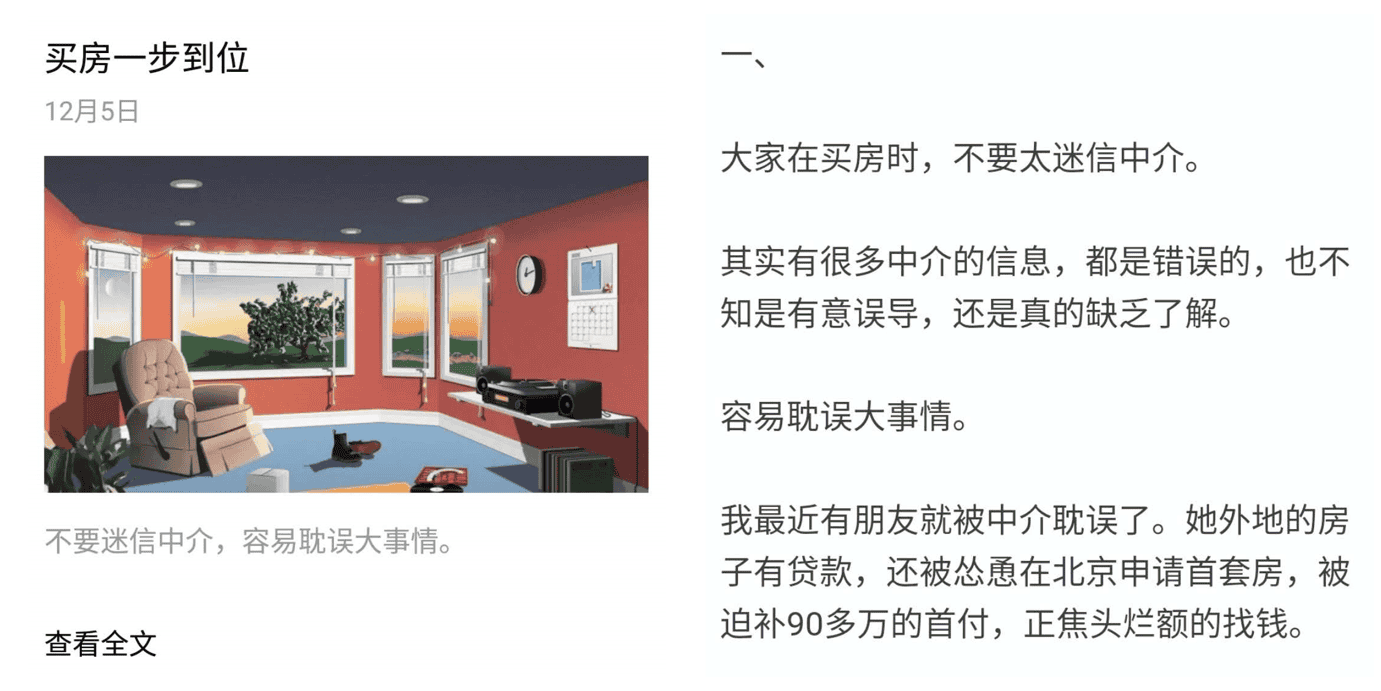 买房一步到位
12月5日
不要迷信中介，容易耽误大事情。
查看全文
一、
大家在买房时，不要太迷信中介。
其实有很多中介的信息，都是错误的，也不
知是有意误导，还是真的缺乏了解。
容易耽误大事情。
我最近有朋友就被中介耽误了。她外地的房
子有贷款，还被怂恿在北京申请首套房，被
迫补90多万的首付，正焦头烂额的找钱。